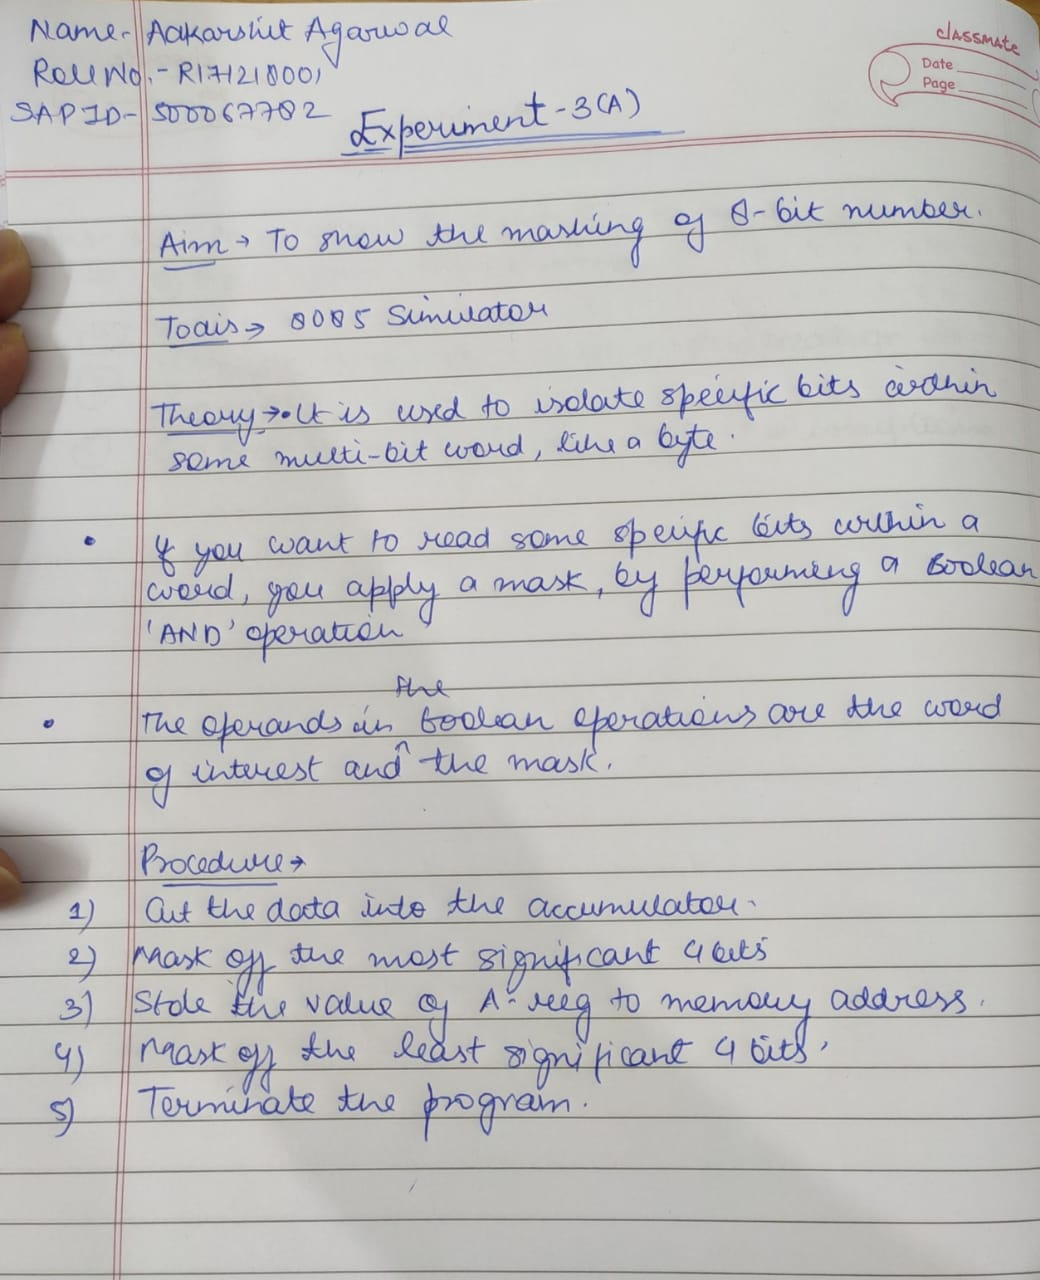 Name- Aakarshit Agarwal
Roll No.- R171218001
SAP ID- 500067702
classmate
Date
Page
Experiment - 3(A)
Aim → To show the masking of 8-bit number.
Tools → 8085 Simulator
Theory → • It is used to isolate specific bits within
some multi-bit word, like a byte.
• If you want to read some specific bits within a
word, you apply a mask, by performing a Boolean
'AND' operation
the
• The operands in boolean operations are the word
of interest and ^ the mask.
Procedure →
1) Cut the data into the accumulator.
2) Mask off the most significant 4 bits
3) Stole the value of A-reg to memory address.
4) Mask off the least significant 4 bits.
5) Terminate the program.